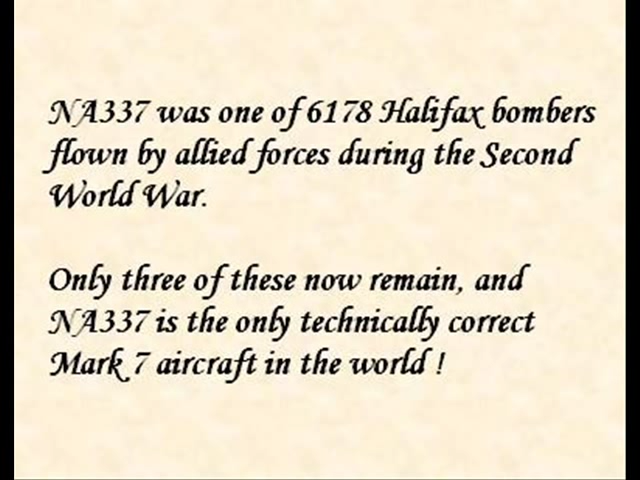 NA337 was one of 6178 Halifax bombers
flown by allied forces during the Second
World War.
Only three of these now remain, and
NA337 is the only technically correct
Mark 7 aircraft in the world !